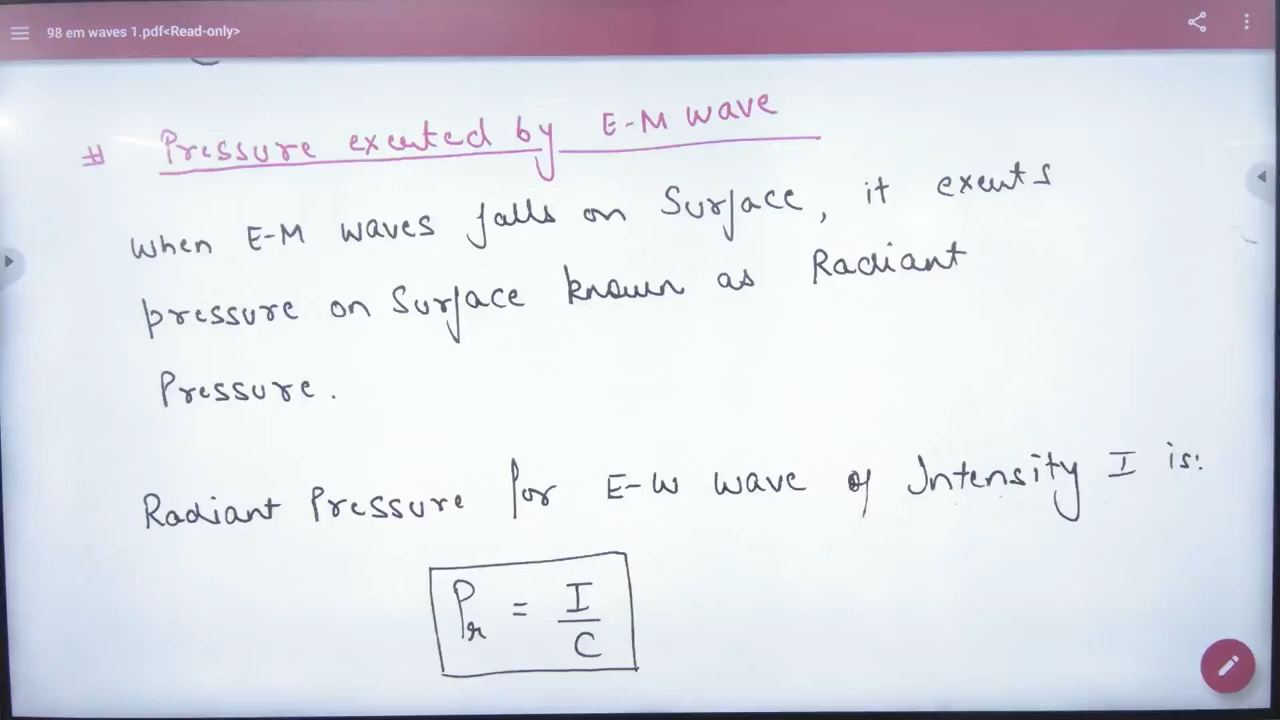 98 em waves 1.pdf<Read-only>
# Pressure exerted by E-M wave
When E-M waves falls on Surface, it exerts
pressure on Surface known as Radiant
Pressure.
Radiant Pressure for E-W wave of Intensity I is:
Pr = I/C